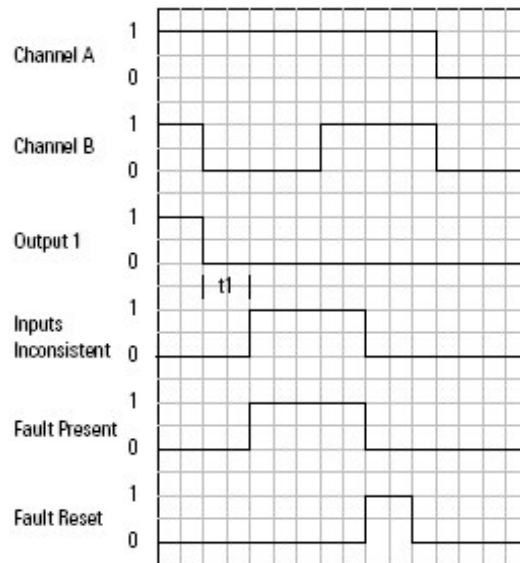 1
Channel A
0
1
Channel B
0
1
Output 1
0
t1
1
Inputs
Inconsistent 0
1
Fault Present 0
1
Fault Reset
0